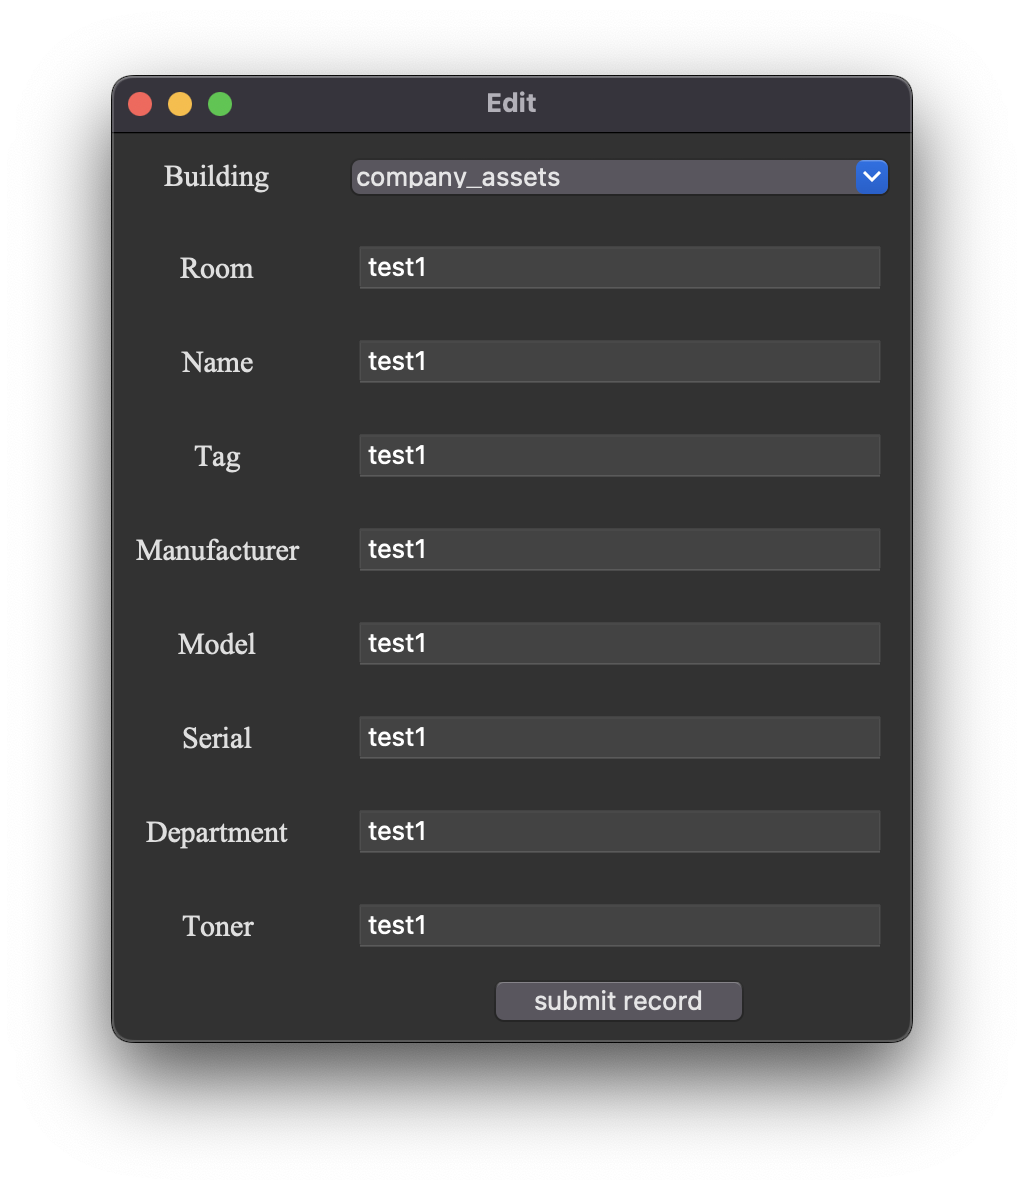 Edit
Building company_assets
Room test1
Name test1
Tag test1
Manufacturer test1
Model test1
Serial test1
Department test1
Toner test1
submit record